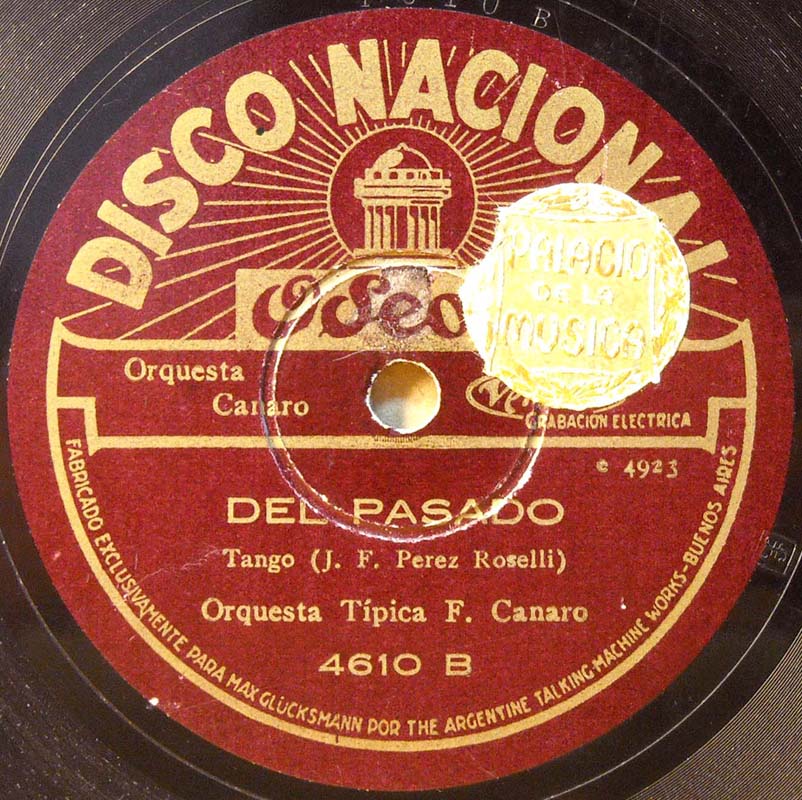 DISCO NACIONAL
PALACIO
DE LA
MUSICA
Orquesta
Canaro
GRABACION ELECTRICA
e 4923
DEL PASADO
Tango (J. F. Perez Roselli)
Orquesta Típica F. Canaro
4610 B
FABRICADO EXCLUSIVAMENTE PARA MAX GLÜCKSMANN POR THE ARGENTINE TALKING-MACHINE WORKS-BUENOS AIRES